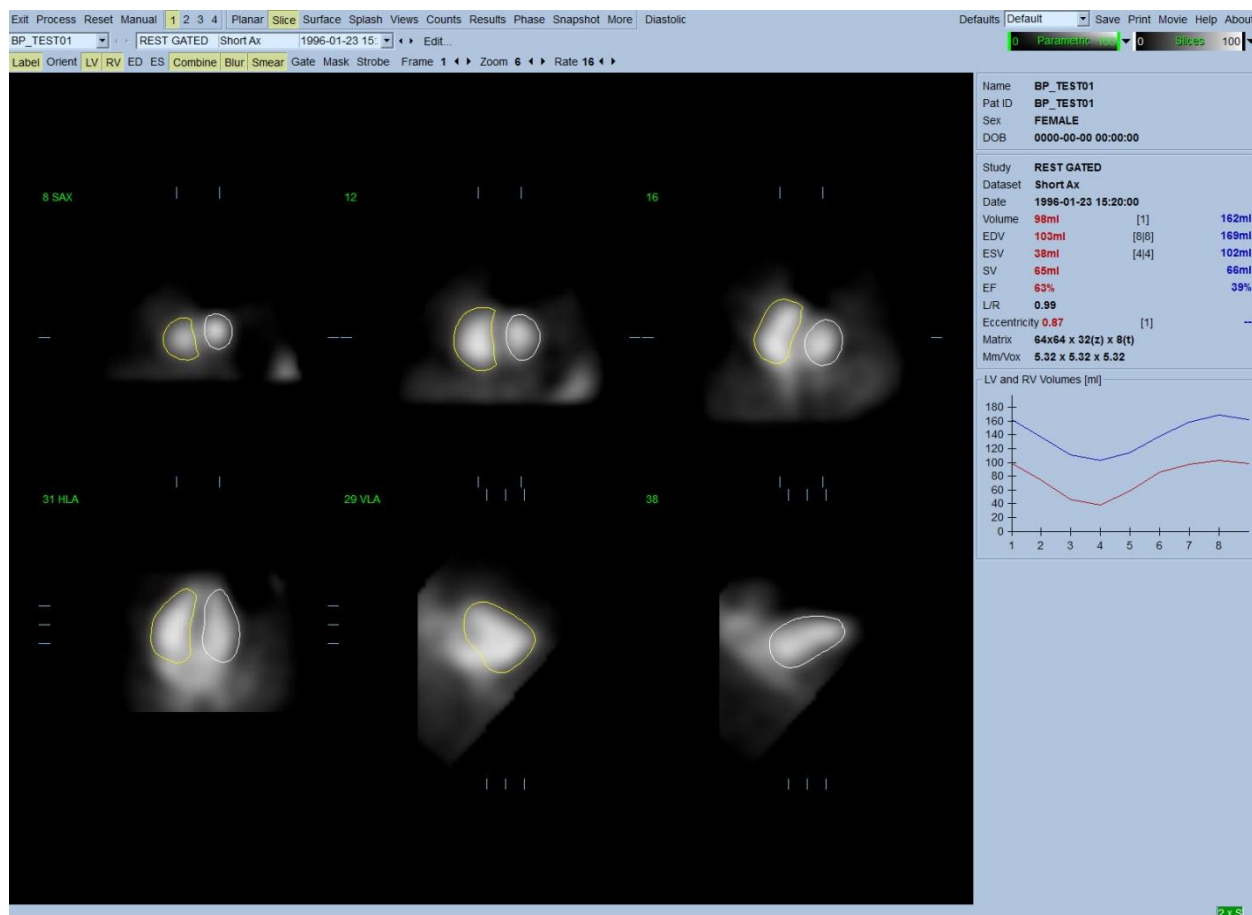 Exit Process Reset Manual 1 2 3 4 Planar Slice Surface Splash Views Counts Results Phase Snapshot More Diastolic Defaults Default Save Print Movie Help About
BP_TEST01 REST GATED Short Ax 1996-01-23 15: Edit... 0 Parametric 100 0 Slices 100
Label Orient LV RV ED ES Combine Blur Smear Gate Mask Strobe Frame 1 Zoom 6 Rate 16
8 SAX 12 16
31 HLA 29 VLA 38
Name BP_TEST01
Pat ID BP_TEST01
Sex FEMALE
DOB 0000-00-00 00:00:00
Study REST GATED
Dataset Short Ax
Date 1996-01-23 15:20:00
Volume 98ml [1] 162ml
EDV 103ml [8|8] 169ml
ESV 38ml [4|4] 102ml
SV 65ml 66ml
EF 63% 39%
L/R 0.99
Eccentricity 0.87 [1] --
Matrix 64x64 x 32(z) x 8(t)
Mm/Vox 5.32 x 5.32 x 5.32
LV and RV Volumes [ml]
180
160
140
120
100
80
60
40
20
0
1 2 3 4 5 6 7 8
2 x S